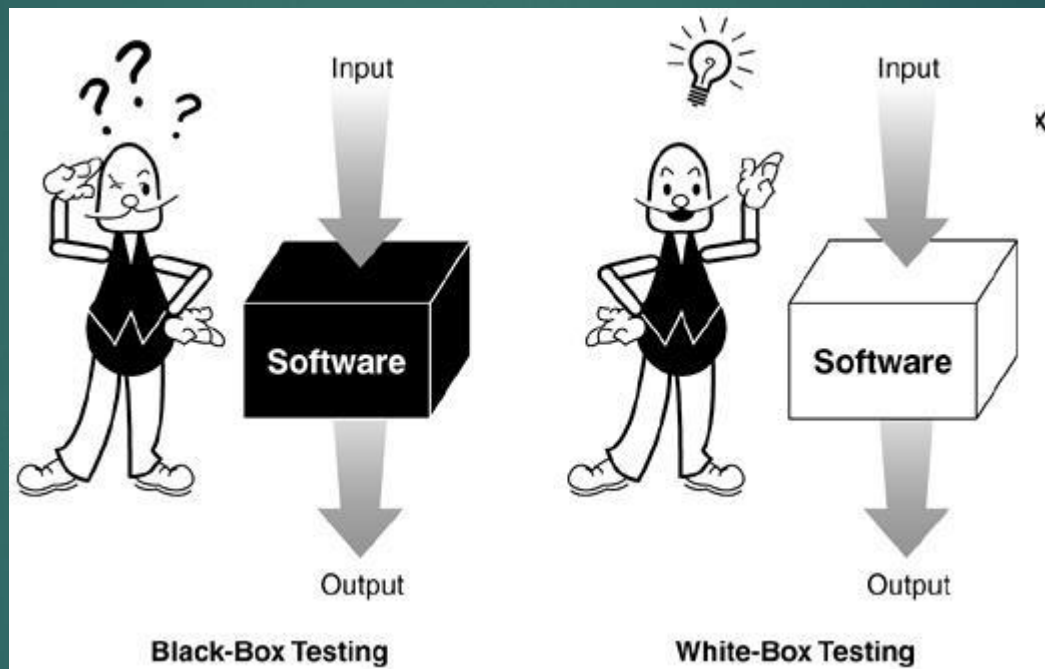 ? ? ?
Input
Software
Output
Black-Box Testing
Input
Software
Output
White-Box Testing
x